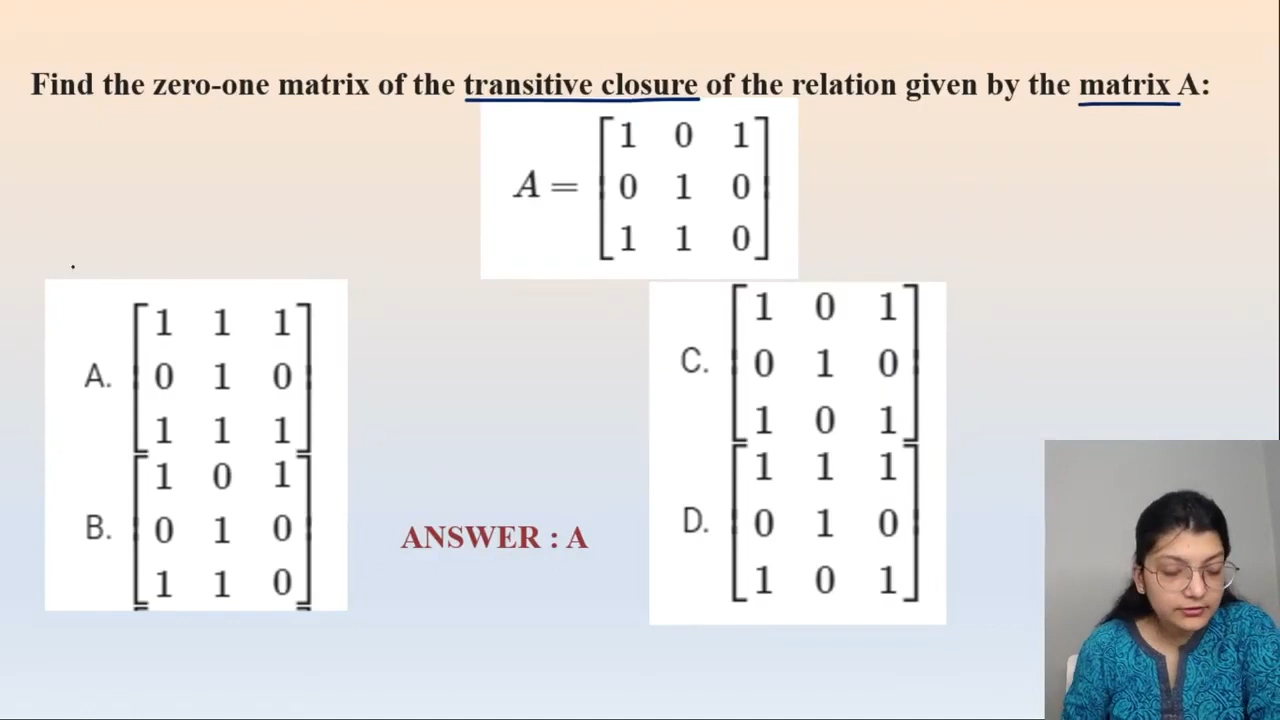 Find the zero-one matrix of the transitive closure of the relation given by the matrix A:
A =
1 0 1
0 1 0
1 1 0
A.
1 1 1
0 1 0
1 1 1
B.
1 0 1
0 1 0
1 1 0
ANSWER : A
C.
1 0 1
0 1 0
1 0 1
D.
1 1 1
0 1 0
1 0 1